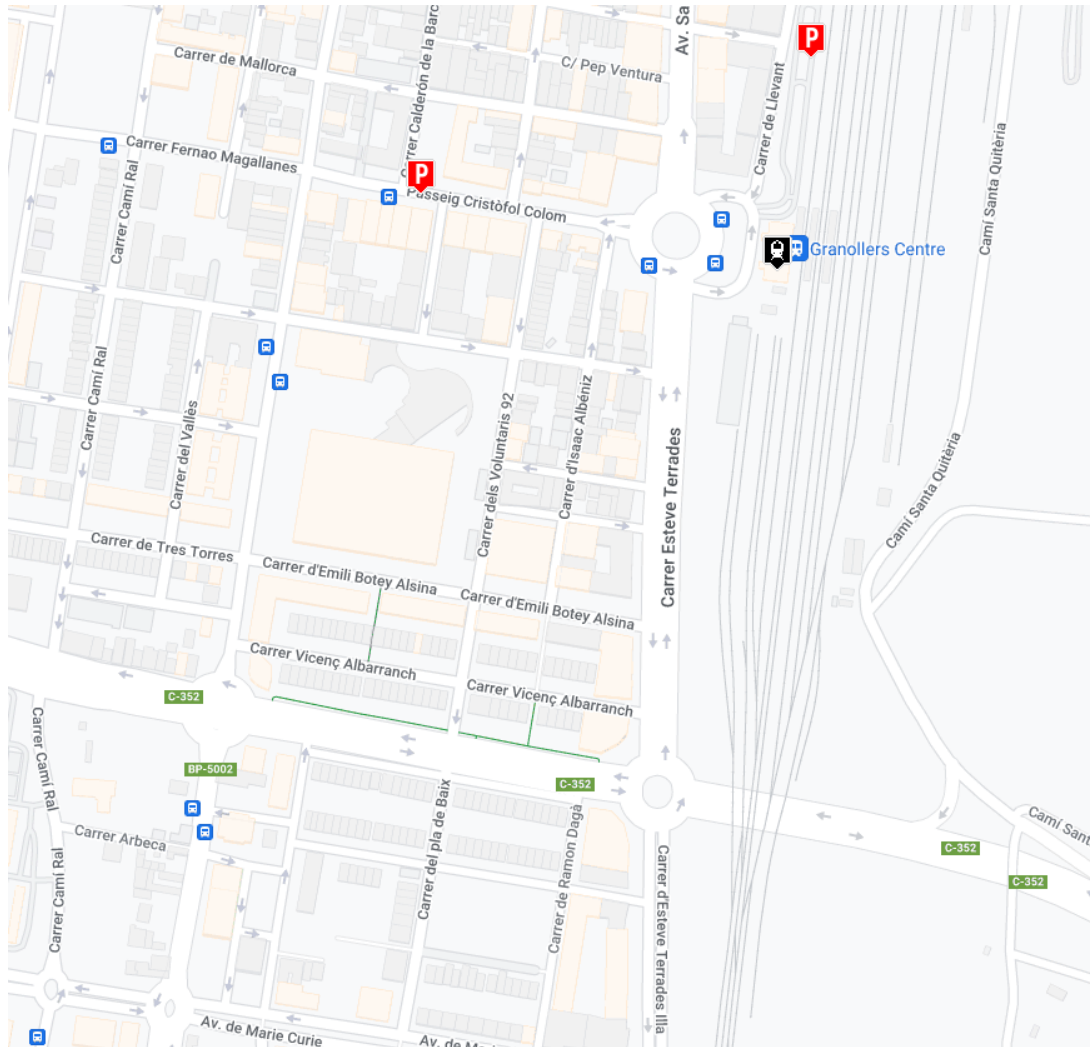 Av. Sa
P
Carrer de Mallorca
Carrer Calderón de la Barc
C/ Pep Ventura
Carrer de Llevant
Camí Santa Quitèria
Carrer Fernao Magallanes
P
Passeig Cristòfol Colom
Carrer Camí Ral
Granollers Centre
Carrer Camí Ral
Carrer del Vallès
Carrer dels Voluntaris 92
Carrer d'Isaac Albéniz
Carrer Esteve Terrades
Camí Santa Quitèria
Carrer de Tres Torres
Carrer d'Emili Botey Alsina
Carrer d'Emili Botey Alsina
Carrer Vicenç Albarranch
Carrer Vicenç Albarranch
C-352
Carrer Camí Ral
BP-5002
C-352
Carrer Arbeca
Carrer del pla de Baix
Carrer de Ramon Dagà
Camí Sant
C-352
C-352
Carrer Camí Ral
Carrer d'Esteve Terrades Illa
Av. de Marie Curie
Av. de Ma